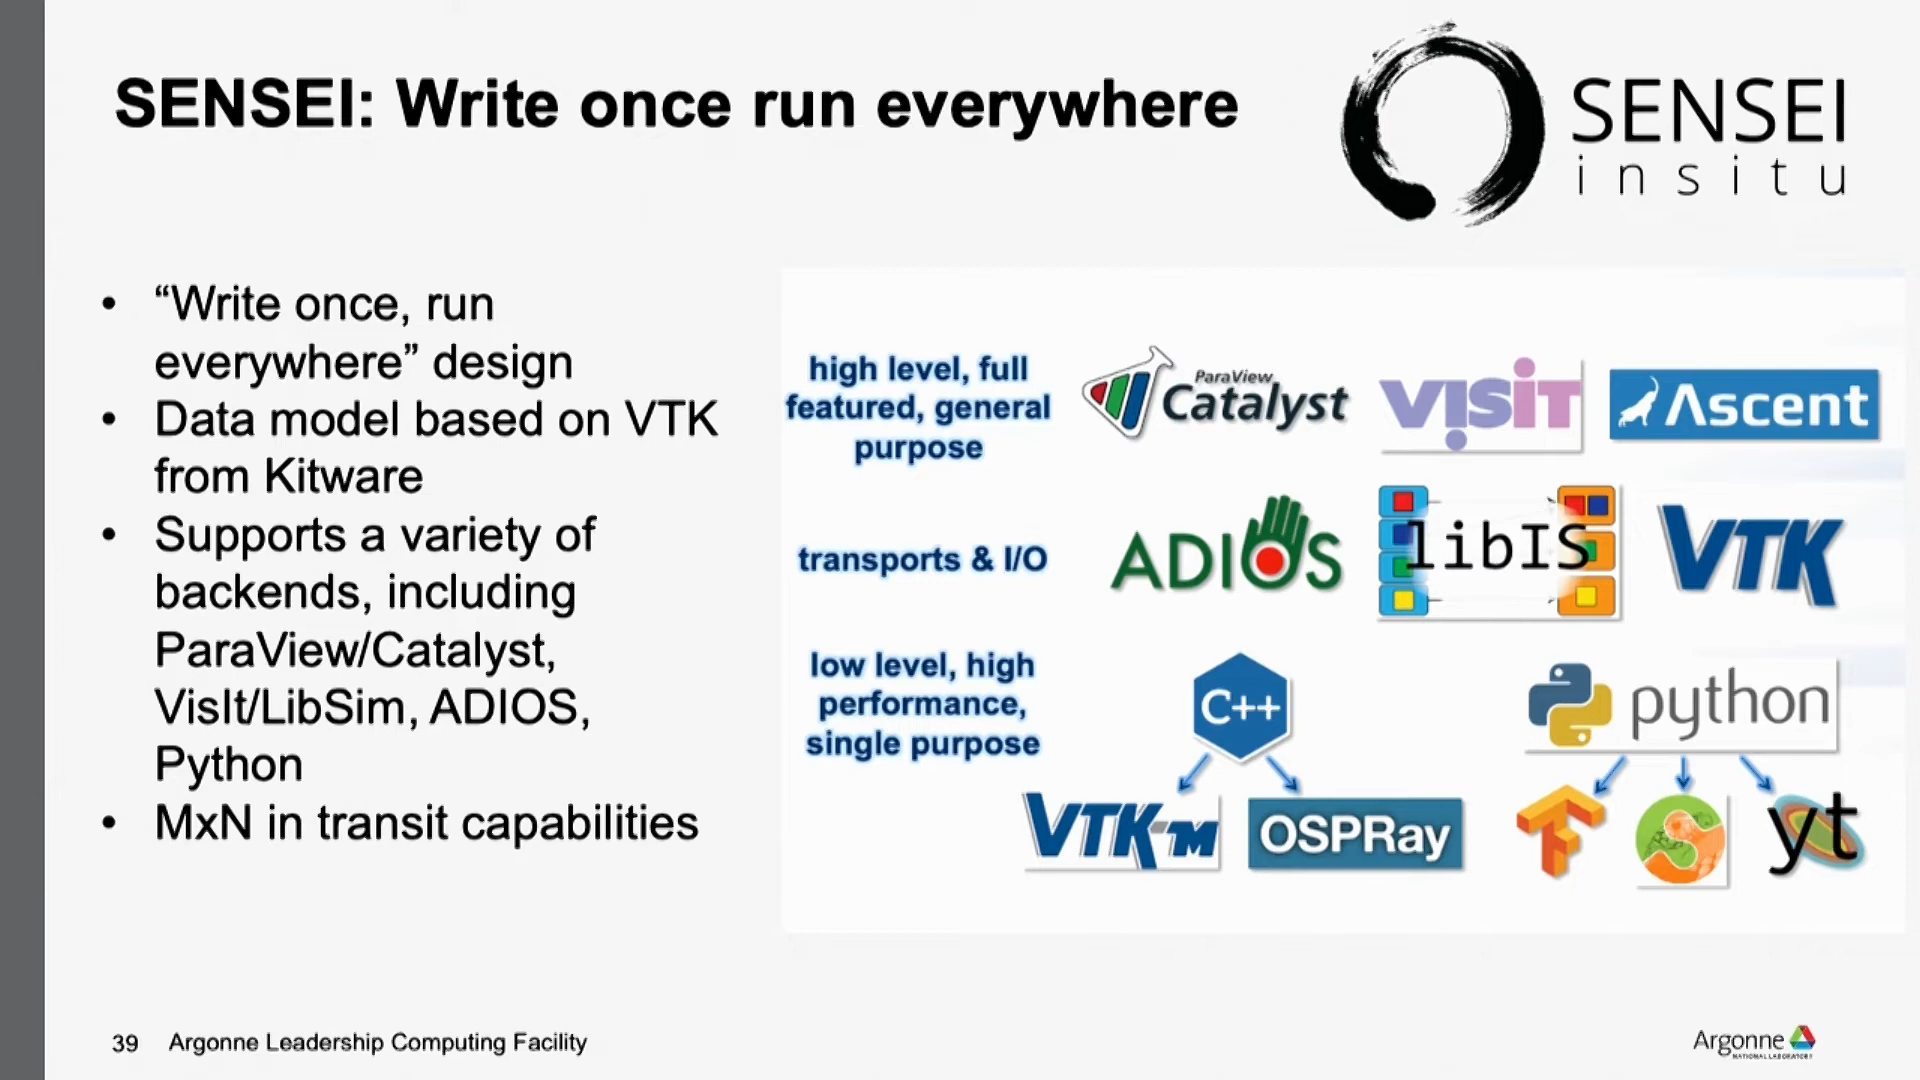 SENSEI: Write once run everywhere
SENSEI
insitu
• “Write once, run
everywhere” design
• Data model based on VTK
from Kitware
• Supports a variety of
backends, including
ParaView/Catalyst,
VisIt/LibSim, ADIOS,
Python
• MxN in transit capabilities
high level, full
featured, general
purpose
ParaView
Catalyst
VISIT
Ascent
transports & I/O
ADIOS
libIS
VTK
low level, high
performance,
single purpose
C++
python
VTK-m
OSPRay
yt
39 Argonne Leadership Computing Facility
Argonne
NATIONAL LABORATORY